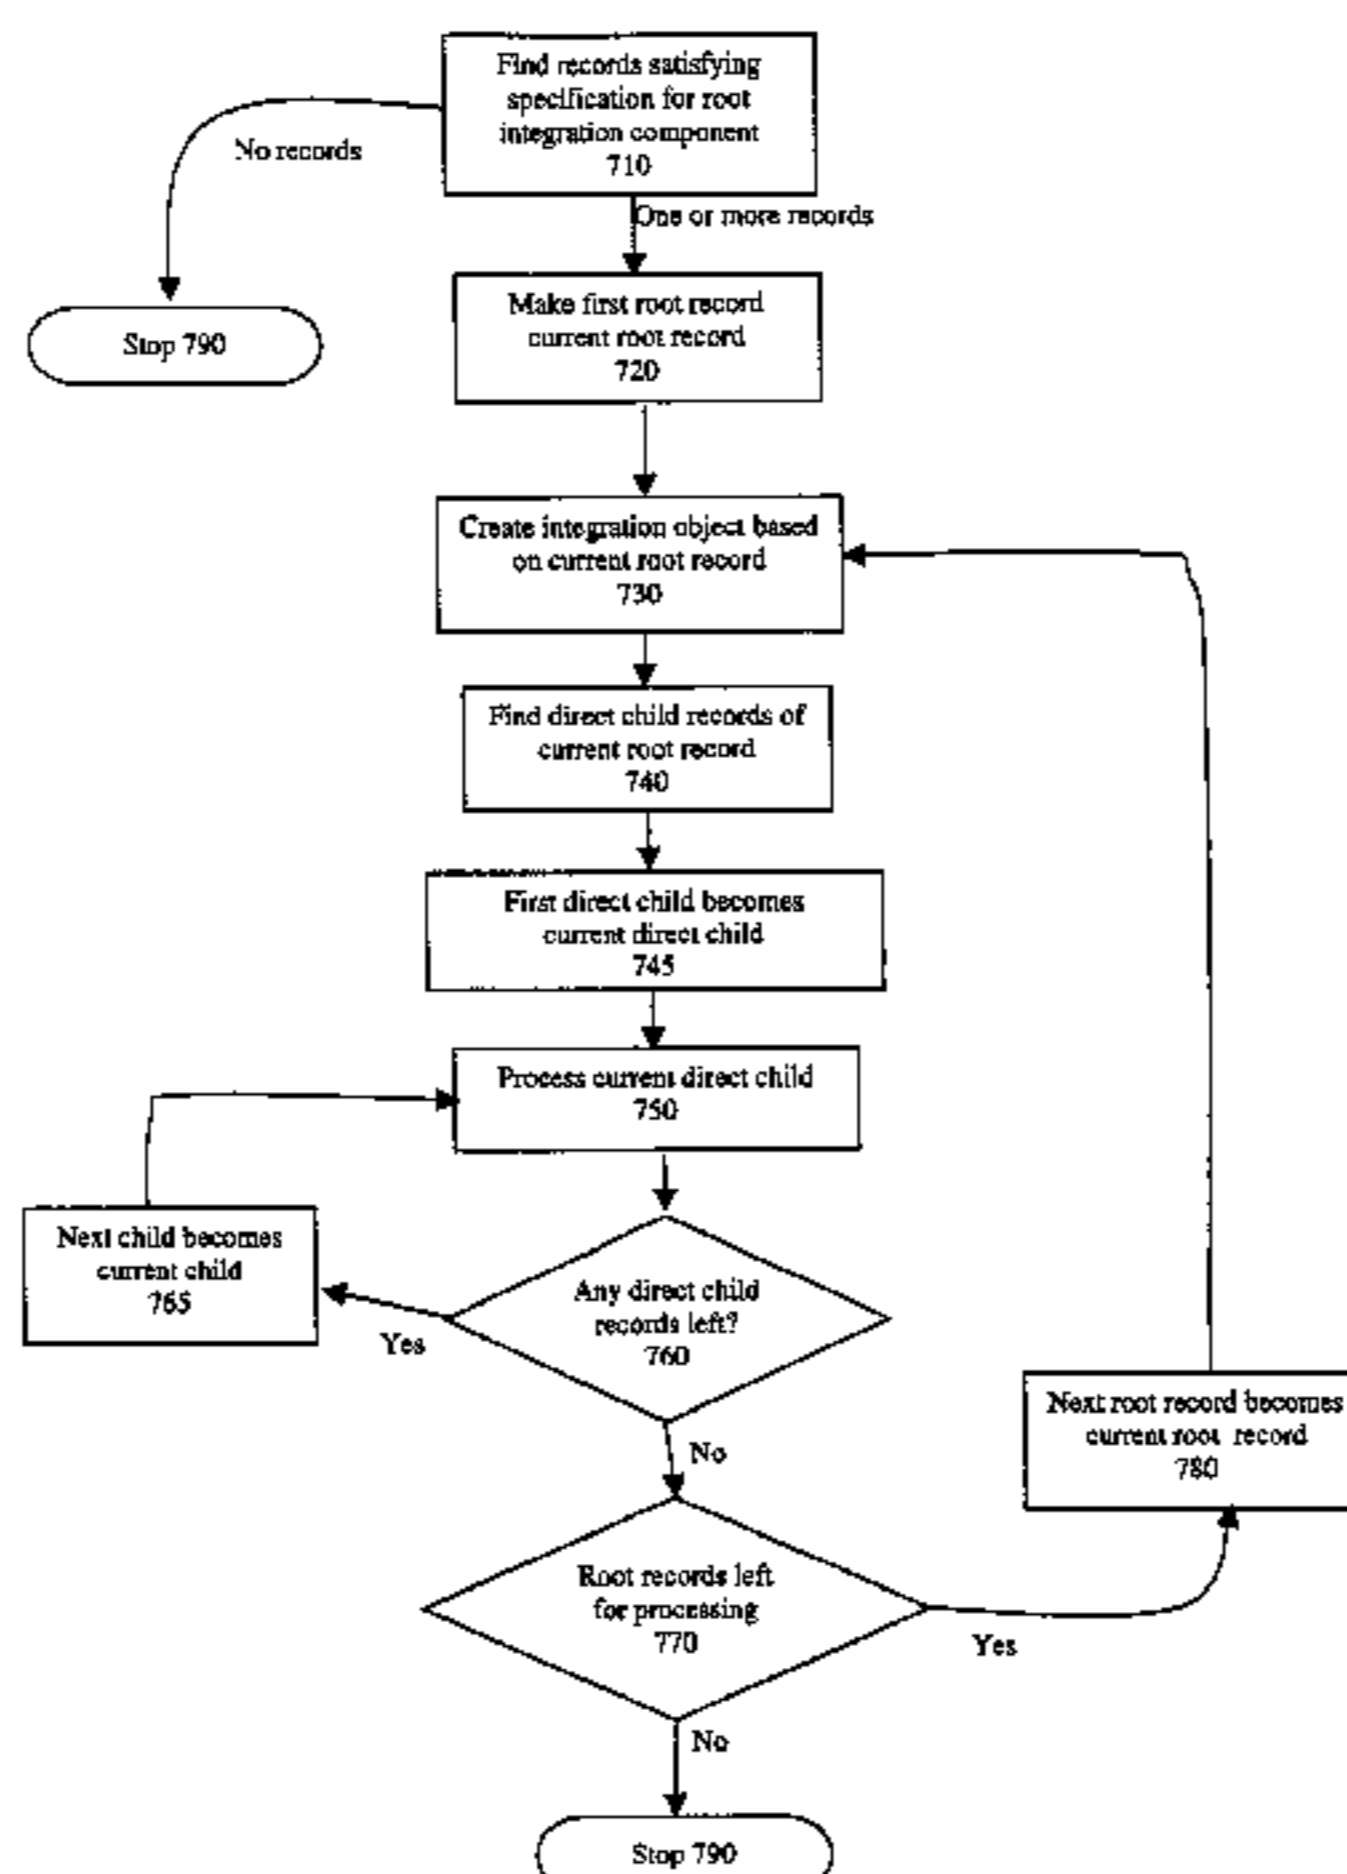 Find records satisfying
specification for root
integration component
710
No records
One or more records
Stop 790
Make first root record
current root record
720
Create integration object based
on current root record
730
Find direct child records of
current root record
740
First direct child becomes
current direct child
745
Process current direct child
750
Next child becomes
current child
765
Any direct child
records left?
760
Yes
No
Next root record becomes
current root record
780
Root records left
for processing
770
Yes
No
Stop 790